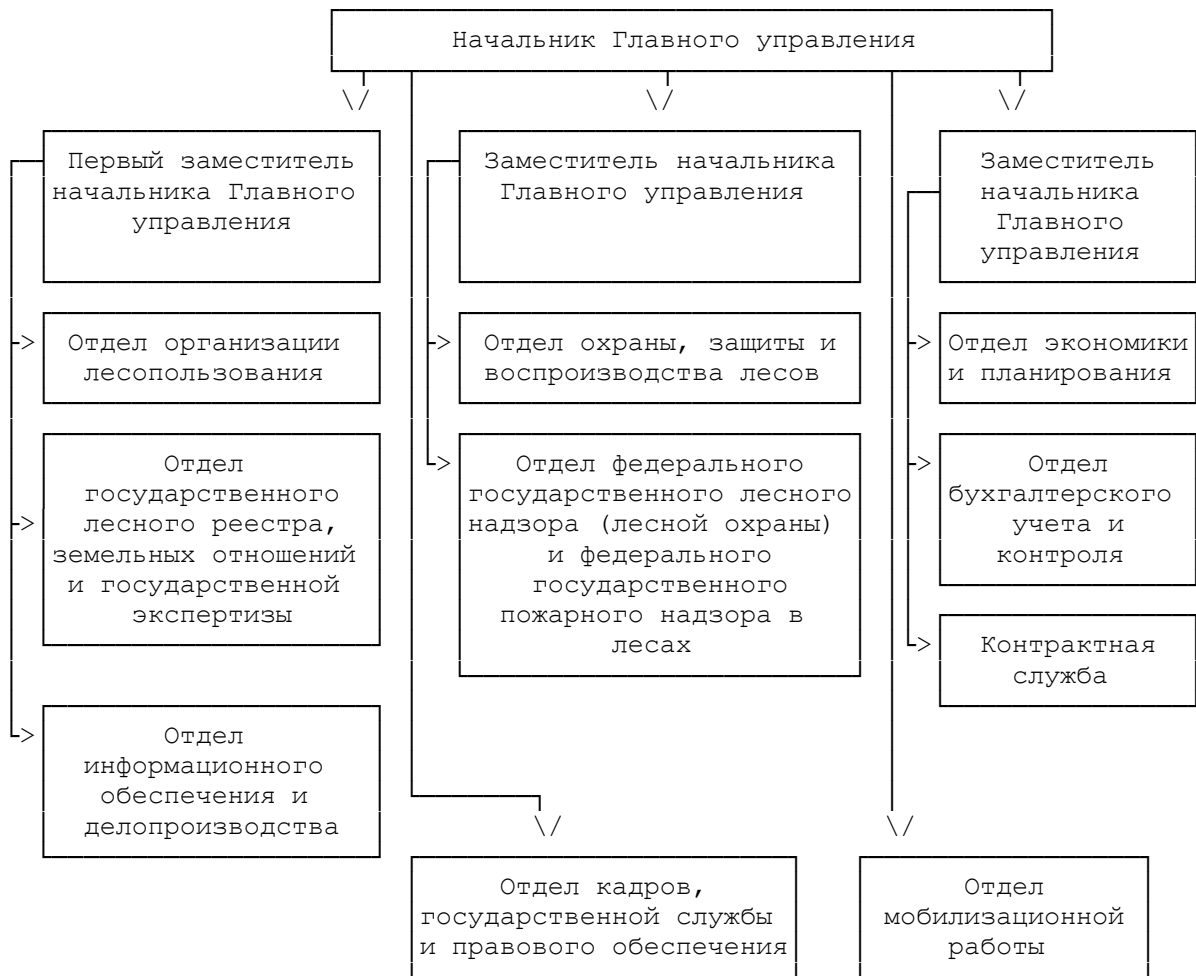 Начальник Главного управления
Первый заместитель
начальника Главного
управления
Заместитель начальника
Главного управления
Заместитель
начальника
Главного
управления
Отдел организации
лесопользования
Отдел охраны, защиты и
воспроизводства лесов
Отдел экономики
и планирования
Отдел
государственного
лесного реестра,
земельных отношений
и государственной
экспертизы
Отдел федерального
государственного лесного
надзора (лесной охраны)
и федерального
государственного
пожарного надзора в
лесах
Отдел
бухгалтерского
учета и
контроля
Контрактная
служба
Отдел
информационного
обеспечения и
делопроизводства
Отдел кадров,
государственной службы
и правового обеспечения
Отдел
мобилизационной
работы